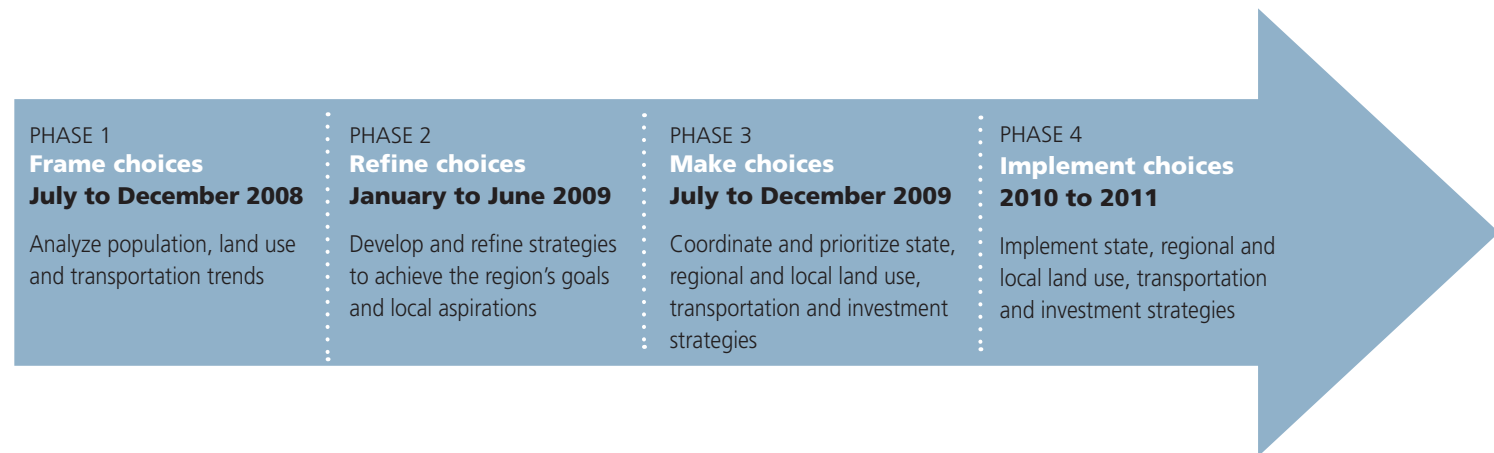 PHASE 1
Frame choices
July to December 2008
Analyze population, land use
and transportation trends
PHASE 2
Refine choices
January to June 2009
Develop and refine strategies
to achieve the region's goals
and local aspirations
PHASE 3
Make choices
July to December 2009
Coordinate and prioritize state,
regional and local land use,
transportation and investment
strategies
PHASE 4
Implement choices
2010 to 2011
Implement state, regional and
local land use, transportation
and investment strategies